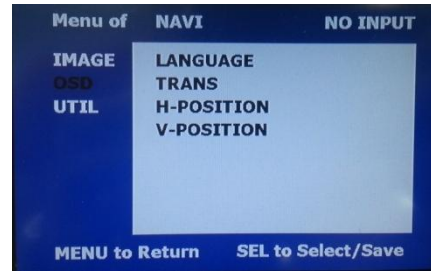 Menu of NAVI NO INPUT
IMAGE LANGUAGE
OSD TRANS
UTIL H-POSITION
V-POSITION
MENU to Return SEL to Select/Save